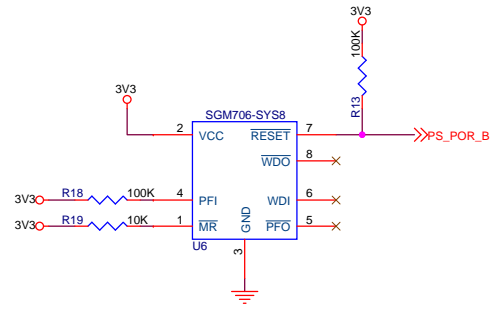 3V3
100K
R13
3V3
SGM706-SYS8
2 VCC RESET 7 PS_POR_B
WDO 8
3V3 R18 100K 4 PFI WDI 6
3V3 R19 10K 1 MR PFO 5
GND
U6
3